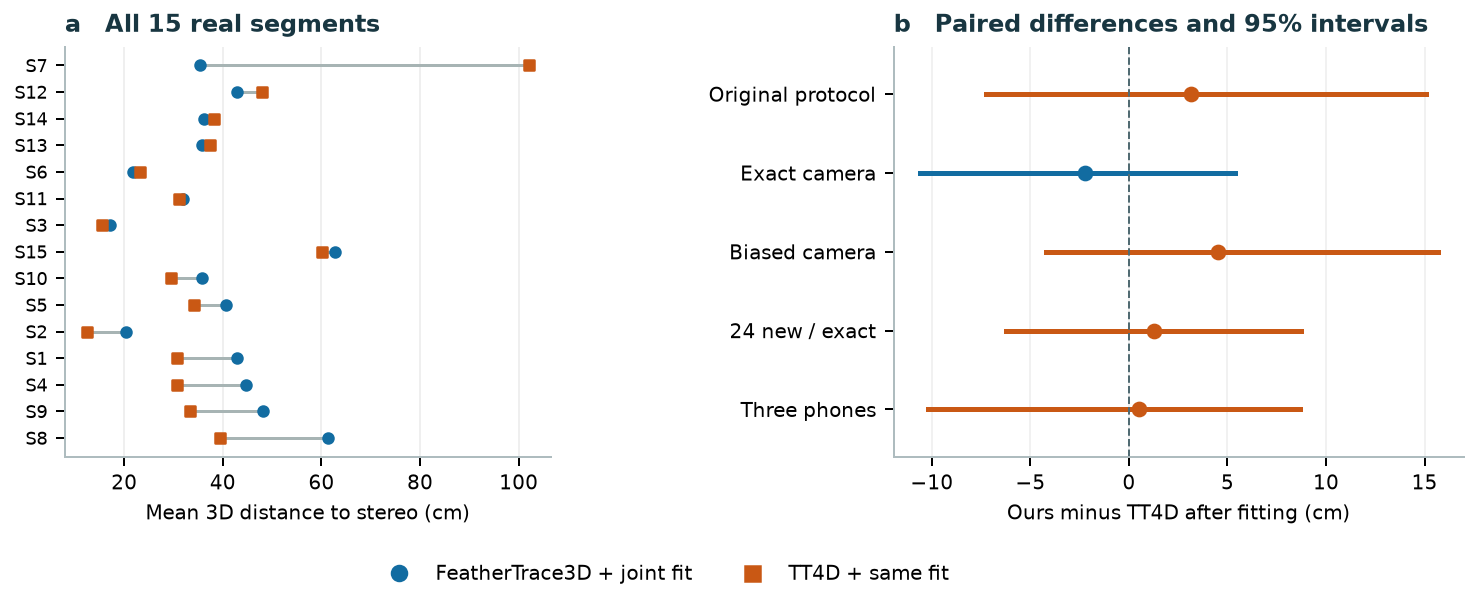 a All 15 real segments
S7
S12
S14
S13
S6
S11
S3
S15
S10
S5
S2
S1
S4
S9
S8
20 40 60 80 100
Mean 3D distance to stereo (cm)
b Paired differences and 95% intervals
Original protocol
Exact camera
Biased camera
24 new / exact
Three phones
−10 −5 0 5 10 15
Ours minus TT4D after fitting (cm)
FeatherTrace3D + joint fit
TT4D + same fit